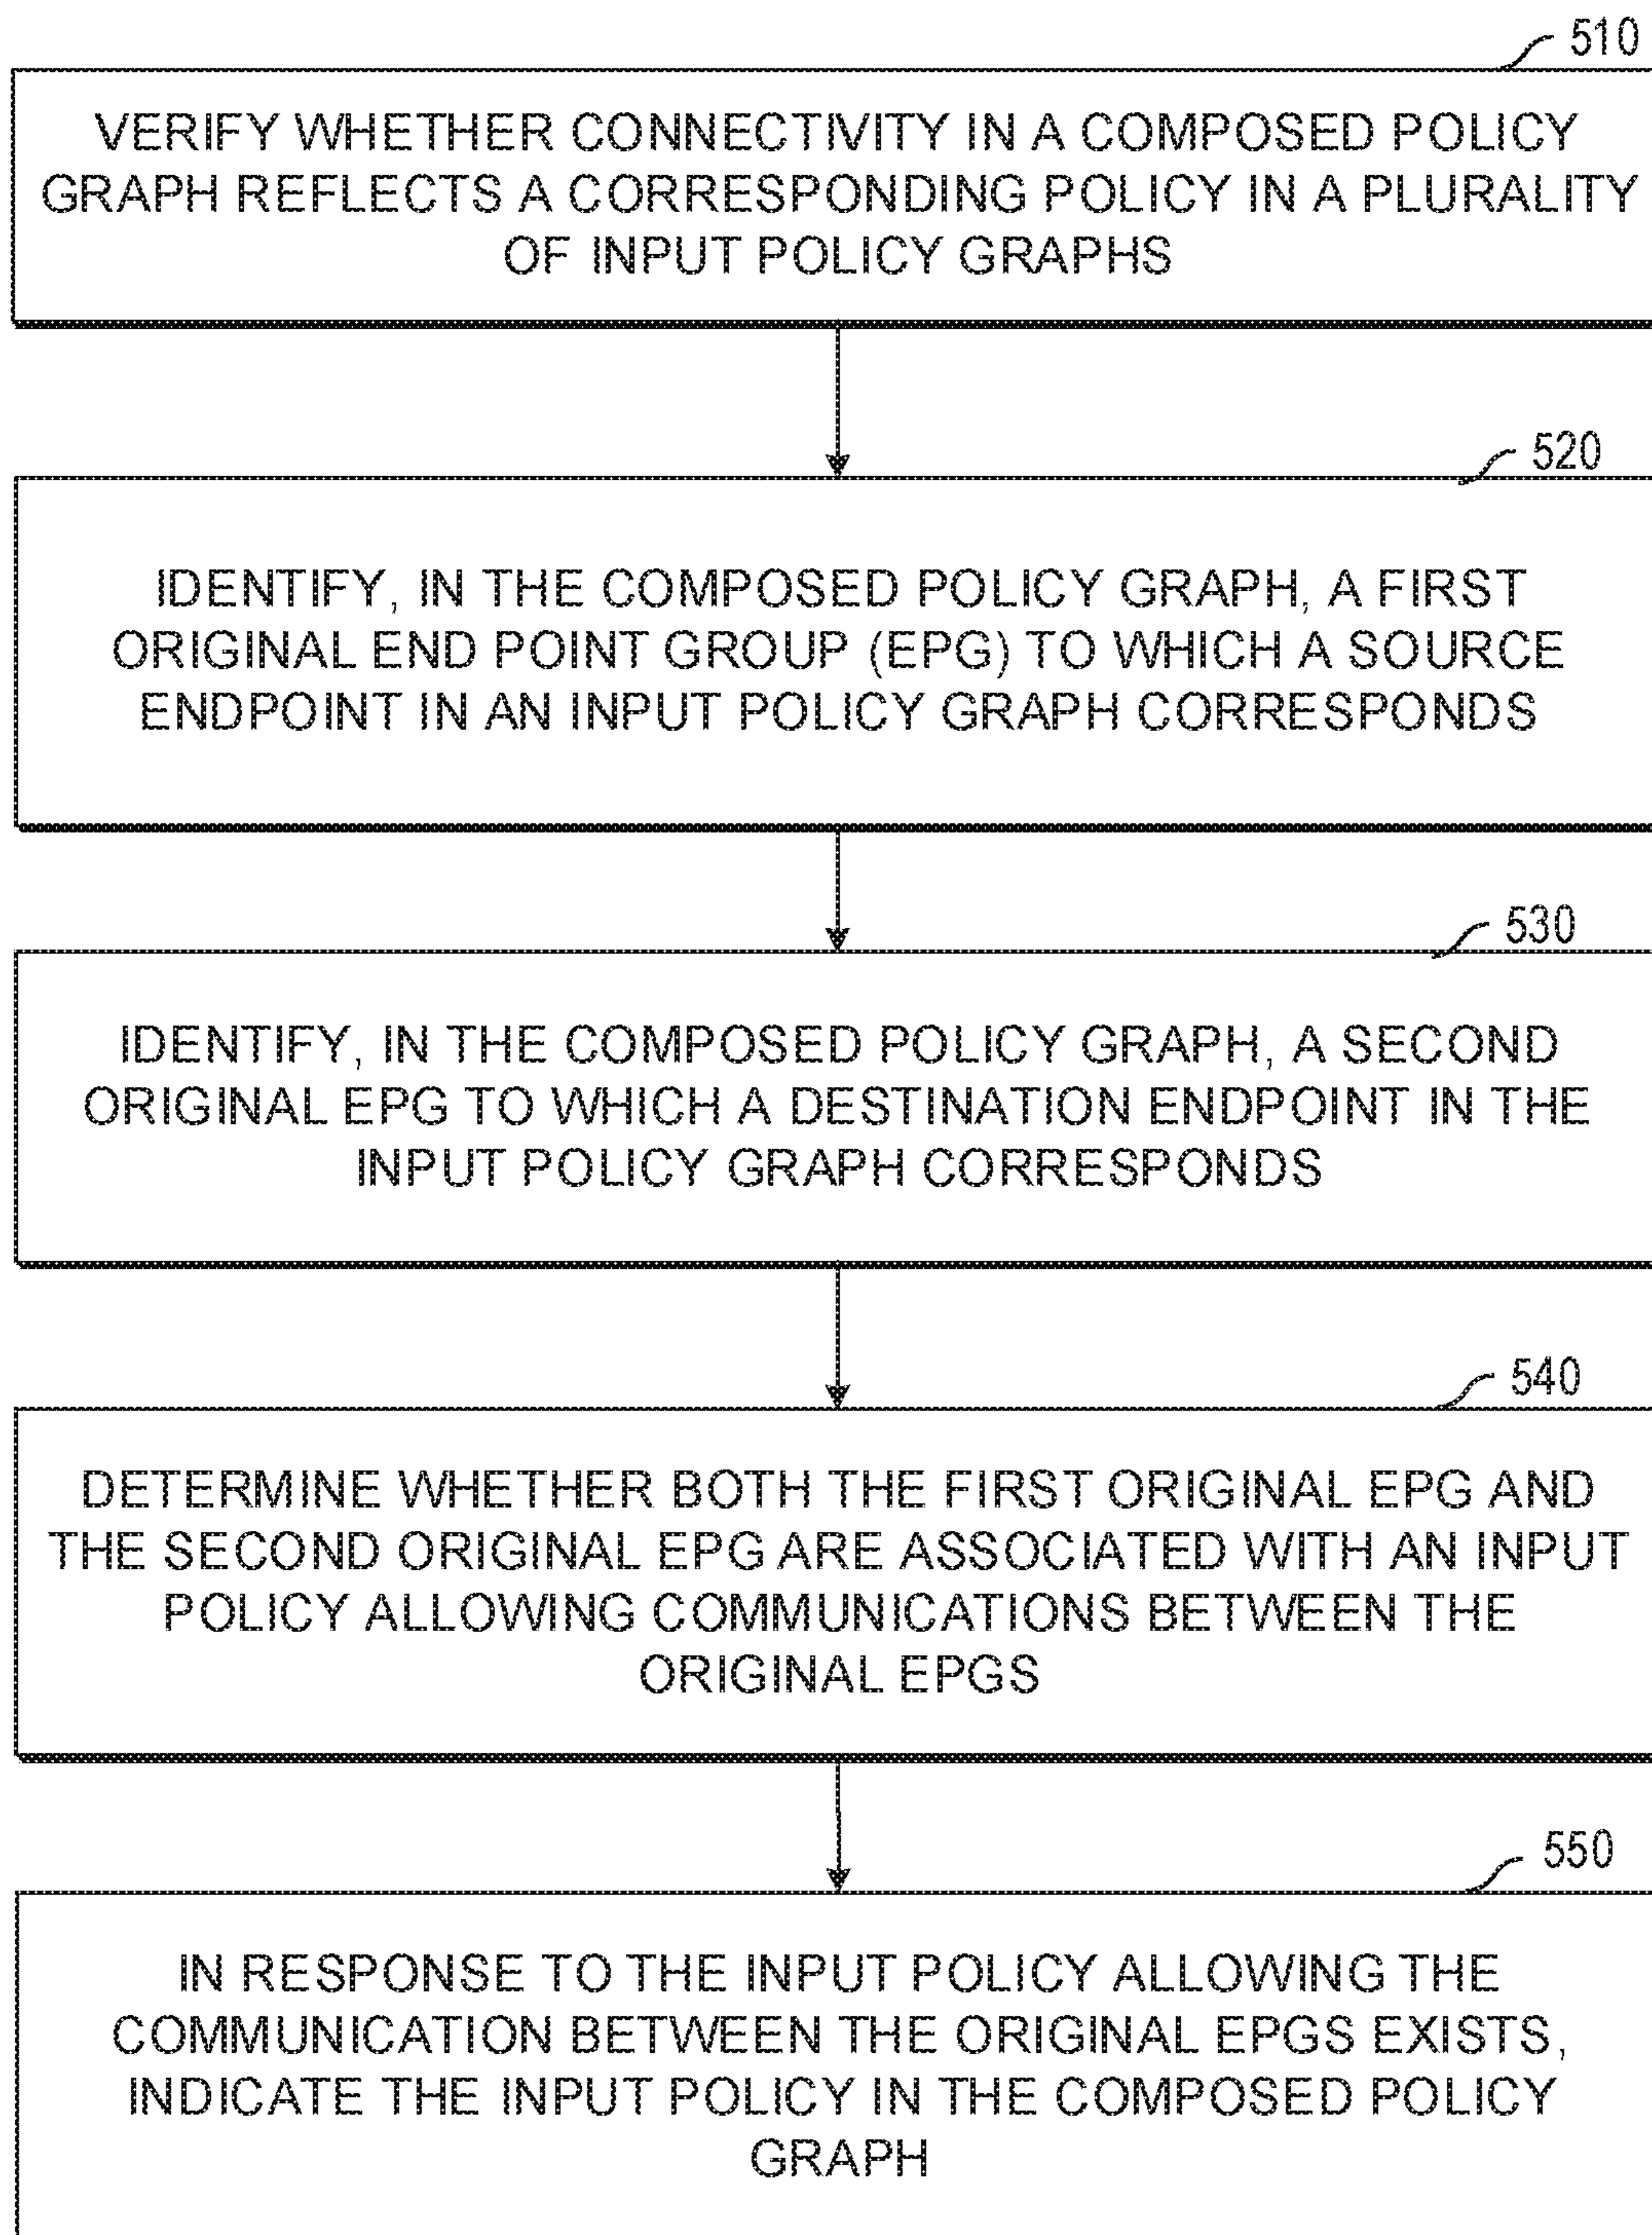 510
VERIFY WHETHER CONNECTIVITY IN A COMPOSED POLICY
GRAPH REFLECTS A CORRESPONDING POLICY IN A PLURALITY
OF INPUT POLICY GRAPHS
520
IDENTIFY, IN THE COMPOSED POLICY GRAPH, A FIRST
ORIGINAL END POINT GROUP (EPG) TO WHICH A SOURCE
ENDPOINT IN AN INPUT POLICY GRAPH CORRESPONDS
530
IDENTIFY, IN THE COMPOSED POLICY GRAPH, A SECOND
ORIGINAL EPG TO WHICH A DESTINATION ENDPOINT IN THE
INPUT POLICY GRAPH CORRESPONDS
540
DETERMINE WHETHER BOTH THE FIRST ORIGINAL EPG AND
THE SECOND ORIGINAL EPG ARE ASSOCIATED WITH AN INPUT
POLICY ALLOWING COMMUNICATIONS BETWEEN THE
ORIGINAL EPGS
550
IN RESPONSE TO THE INPUT POLICY ALLOWING THE
COMMUNICATION BETWEEN THE ORIGINAL EPGS EXISTS,
INDICATE THE INPUT POLICY IN THE COMPOSED POLICY
GRAPH